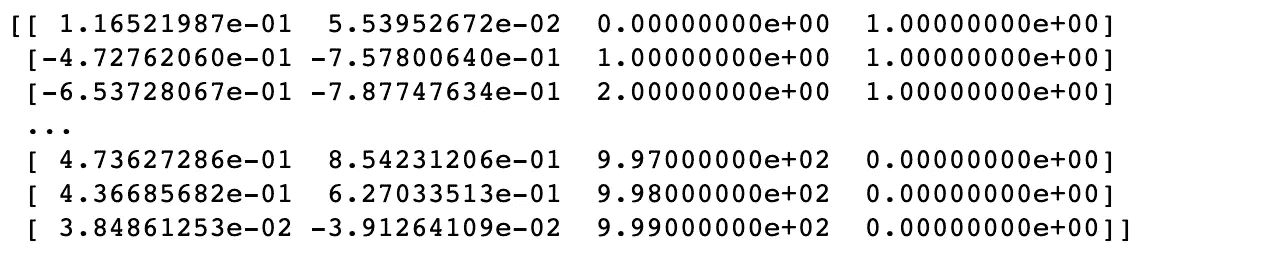 [[ 1.16521987e-01  5.53952672e-02  0.00000000e+00  1.00000000e+00]
 [-4.72762060e-01 -7.57800640e-01  1.00000000e+00  1.00000000e+00]
 [-6.53728067e-01 -7.87747634e-01  2.00000000e+00  1.00000000e+00]
 ...
 [ 4.73627286e-01  8.54231206e-01  9.97000000e+02  0.00000000e+00]
 [ 4.36685682e-01  6.27033513e-01  9.98000000e+02  0.00000000e+00]
 [ 3.84861253e-02 -3.91264109e-02  9.99000000e+02  0.00000000e+00]]